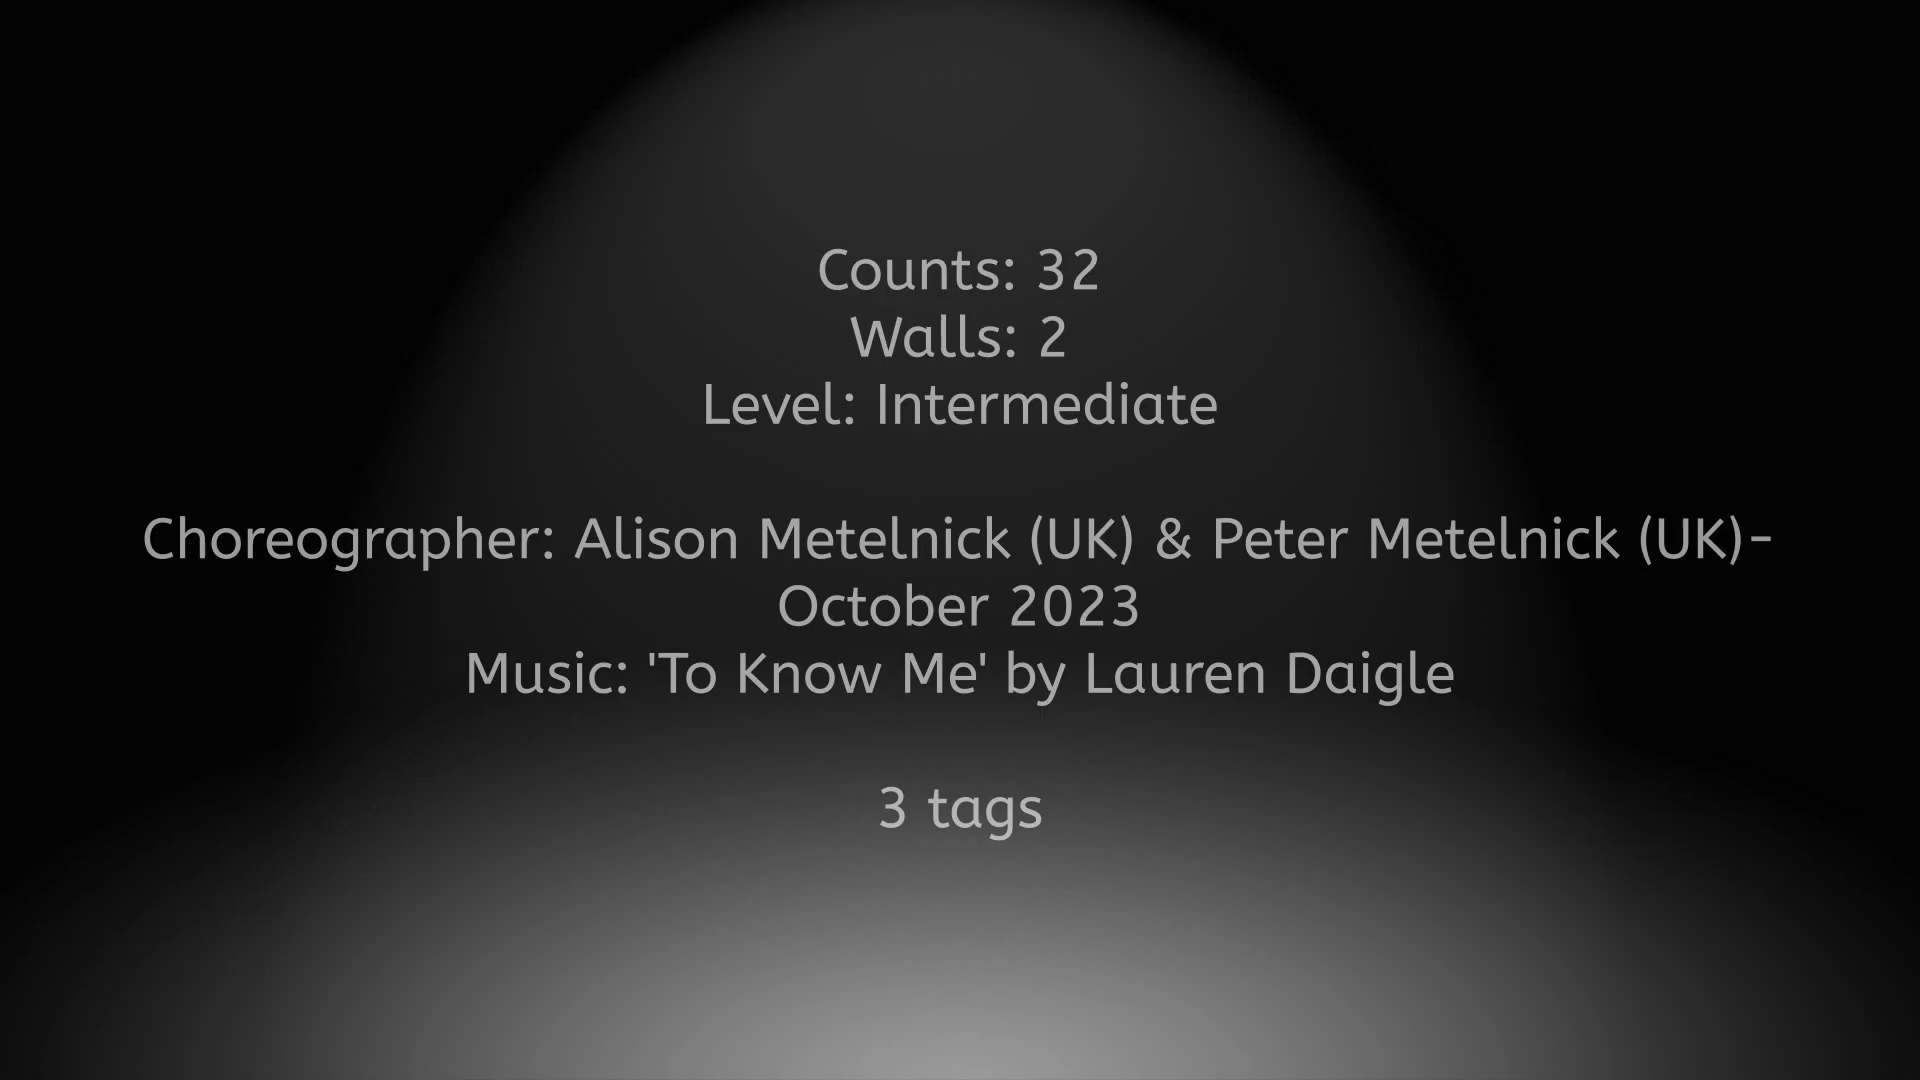 Counts: 32
Walls: 2
Level: Intermediate
Choreographer: Alison Metelnick (UK) & Peter Metelnick (UK)-
October 2023
Music: 'To Know Me' by Lauren Daigle
3 tags